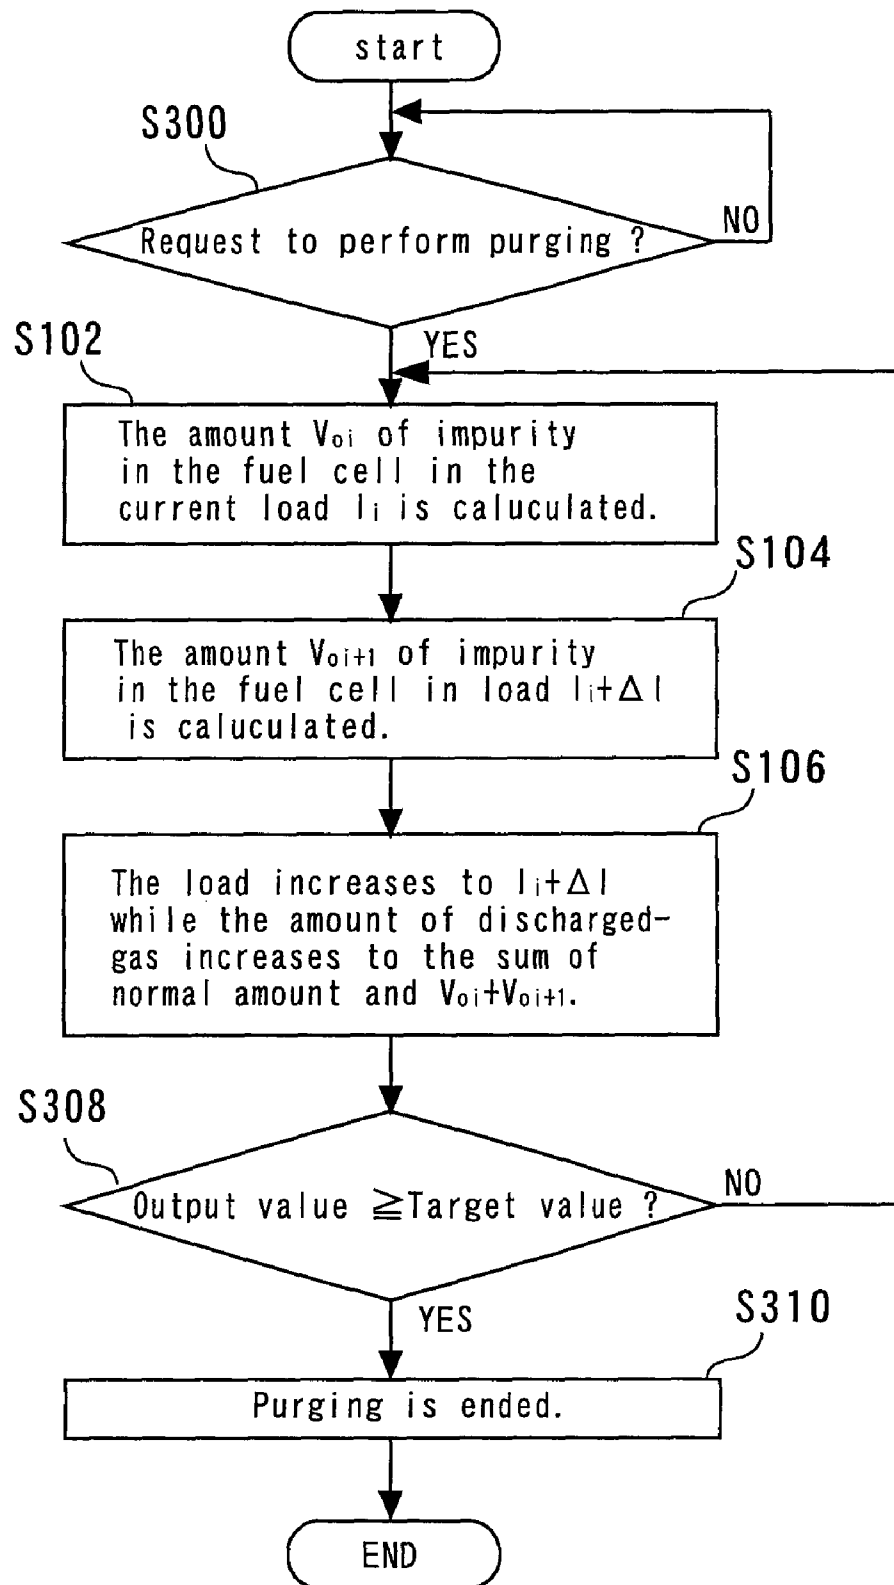 start
S300
Request to perform purging ?
NO
YES
S102
The amount Voi of impurity
in the fuel cell in the
current load Ii is caluculated.
S104
The amount Voi+1 of impurity
in the fuel cell in load Ii+Δ I
is caluculated.
S106
The load increases to Ii+Δ I
while the amount of discharged-
gas increases to the sum of
normal amount and Voi+Voi+1.
S308
Output value ≧Target value ?
NO
YES
S310
Purging is ended.
END